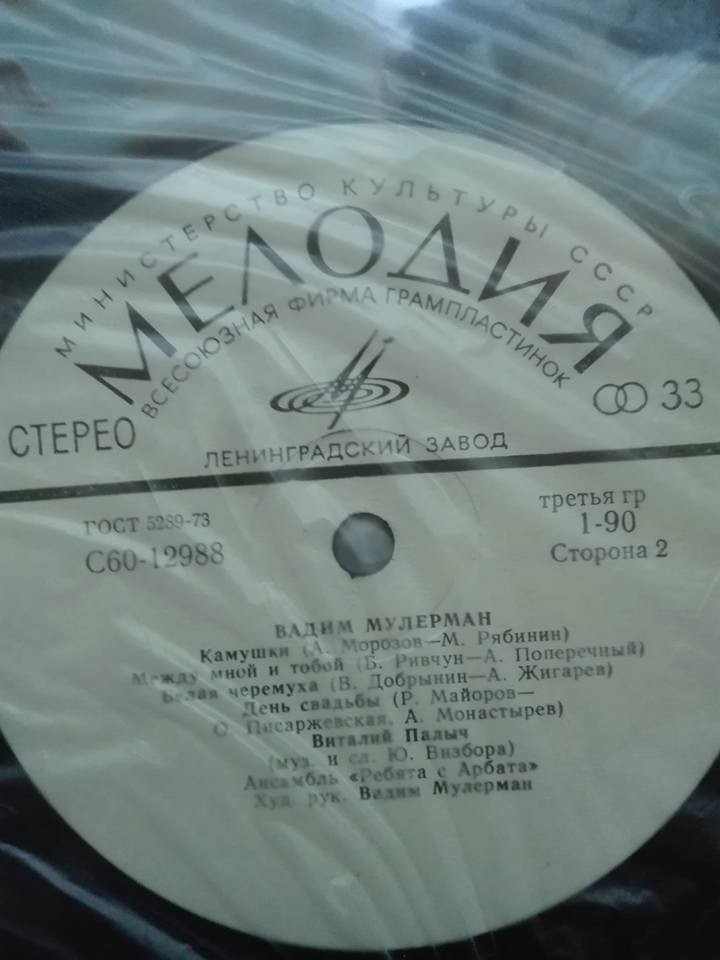 МИНИСТЕРСТВО КУЛЬТУРЫ СССР
МЕЛОДИЯ
ВСЕСОЮЗНАЯ ФИРМА ГРАМПЛАСТИНОК
СТЕРЕО
33
ЛЕНИНГРАДСКИЙ ЗАВОД
ГОСТ 5289-73
С60-12988
третья гр
1-90
Сторона 2
ВАДИМ МУЛЕРМАН
Камушки (А. Морозов—М. Рябинин)
Между мной и тобой (Б. Ривчун—А. Поперечный)
Белая черемуха (В. Добрынин—А. Жигарев)
День свадьбы (Р. Майоров—
О. Писаржевская, А. Монастырев)
Виталий Палыч
(муз. и сл. Ю. Визбора)
Ансамбль «Ребята с Арбата»
Худ. рук. Вадим Мулерман